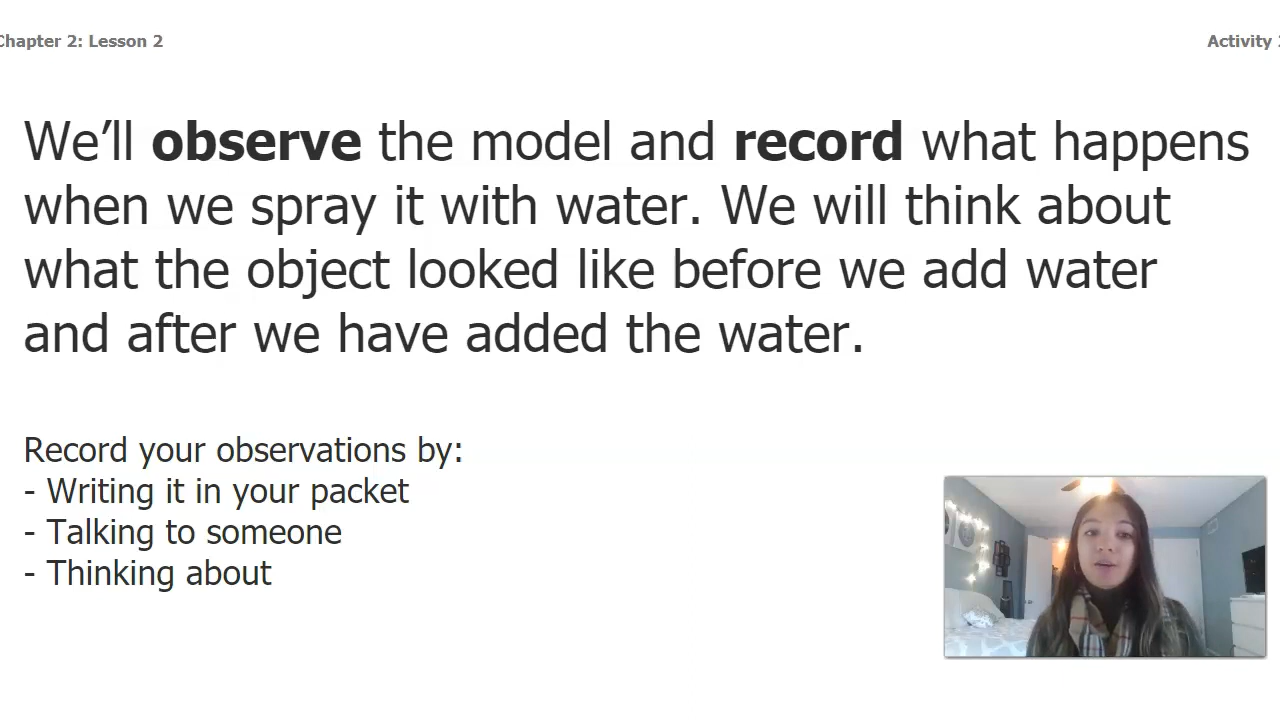 Chapter 2: Lesson 2
Activity
We’ll observe the model and record what happens
when we spray it with water. We will think about
what the object looked like before we add water
and after we have added the water.
Record your observations by:
- Writing it in your packet
- Talking to someone
- Thinking about